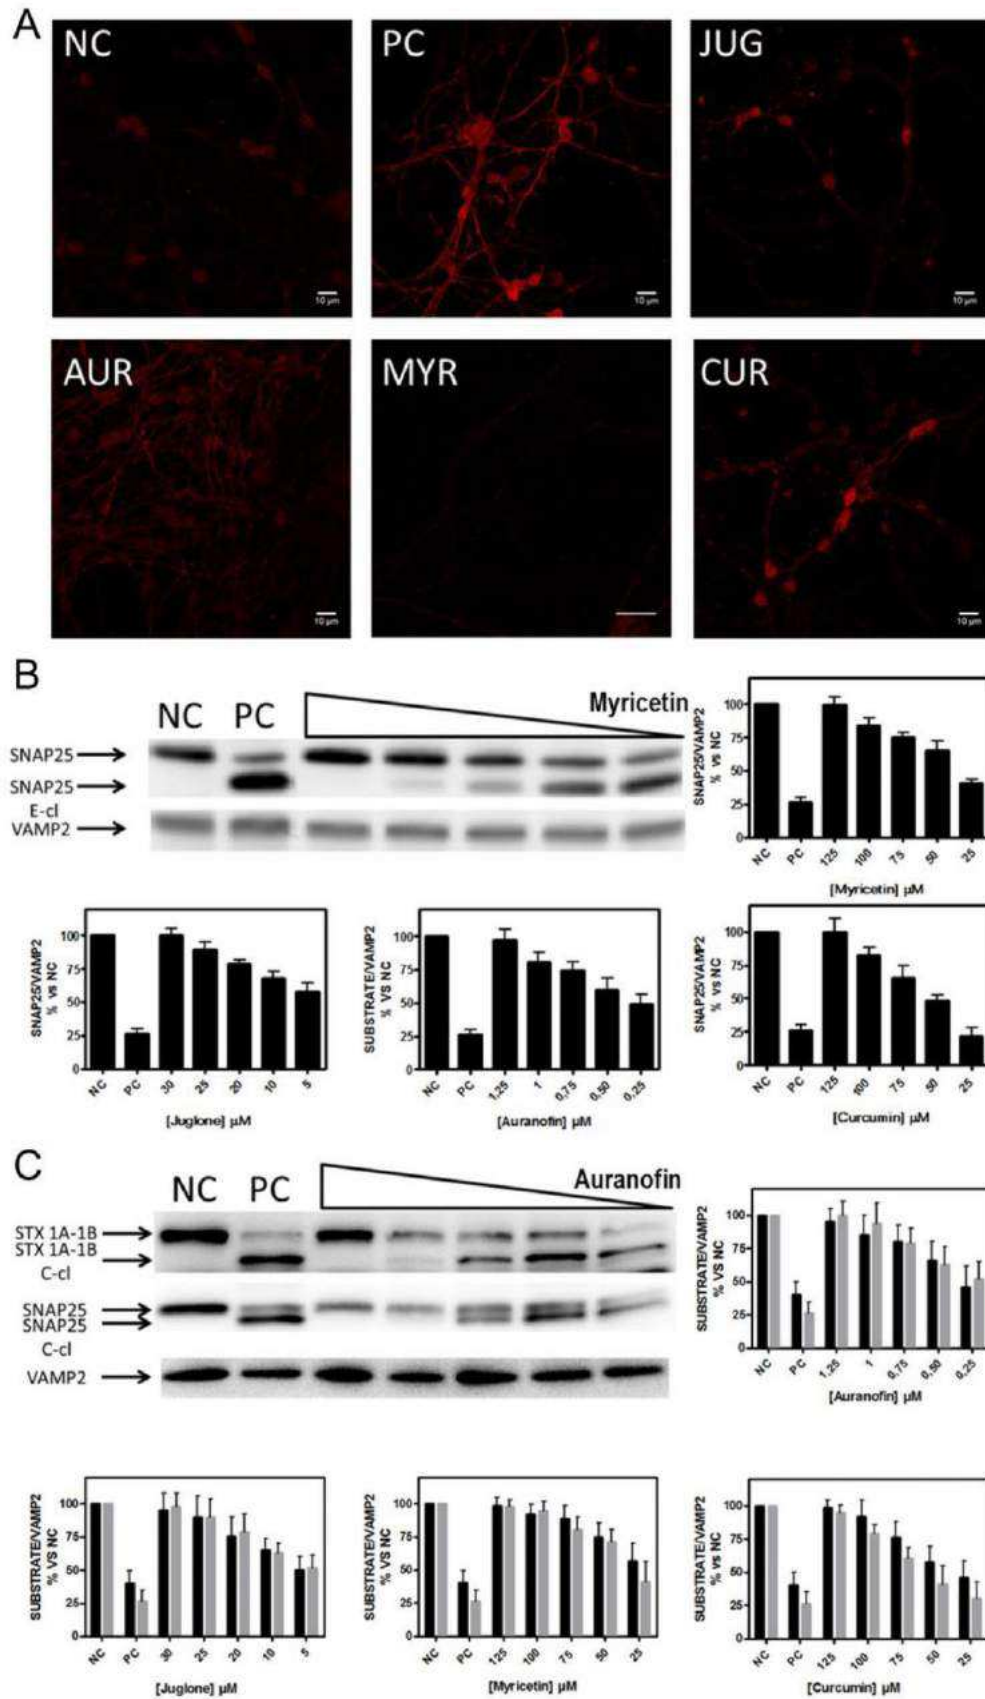 A
NC
PC
JUG
10 µm
10 µm
10 µm
AUR
MYR
CUR
10 µm
10 µm
B
NC PC Myricetin
SNAP25
SNAP25
E-cl
VAMP2
SNAP25/VAMP2
% vs NC
100
75
50
25
0
NC PC 125 100 75 50 25
[Myricetin] µM
SNAP25/VAMP2
% vs NC
100
75
50
25
0
NC PC 30 25 20 10 5
[Juglone] µM
SUBSTRATE/VAMP2
% VS NC
100
75
50
25
0
NC PC 1,25 1 0,75 0,50 0,25
[Auranofin] µM
SNAP25/VAMP2
% vs NC
100
75
50
25
0
NC PC 125 100 75 50 25
[Curcumin] µM
C
NC PC Auranofin
STX 1A-1B
STX 1A-1B
C-cl
SNAP25
SNAP25
C-cl
VAMP2
SUBSTRATE/VAMP2
% VS NC
100
75
50
25
0
NC PC 1,25 1 0,75 0,50 0,25
[Auranofin] µM
SUBSTRATE/VAMP2
% VS NC
100
75
50
25
0
NC PC 30 25 20 10 5
[Juglone] µM
SUBSTRATE/VAMP2
% VS NC
100
75
50
25
0
NC PC 125 100 75 50 25
[Myricetin] µM
SUBSTRATE/VAMP2
% vs NC
100
75
50
25
0
NC PC 125 100 75 50 25
[Curcumin] µM